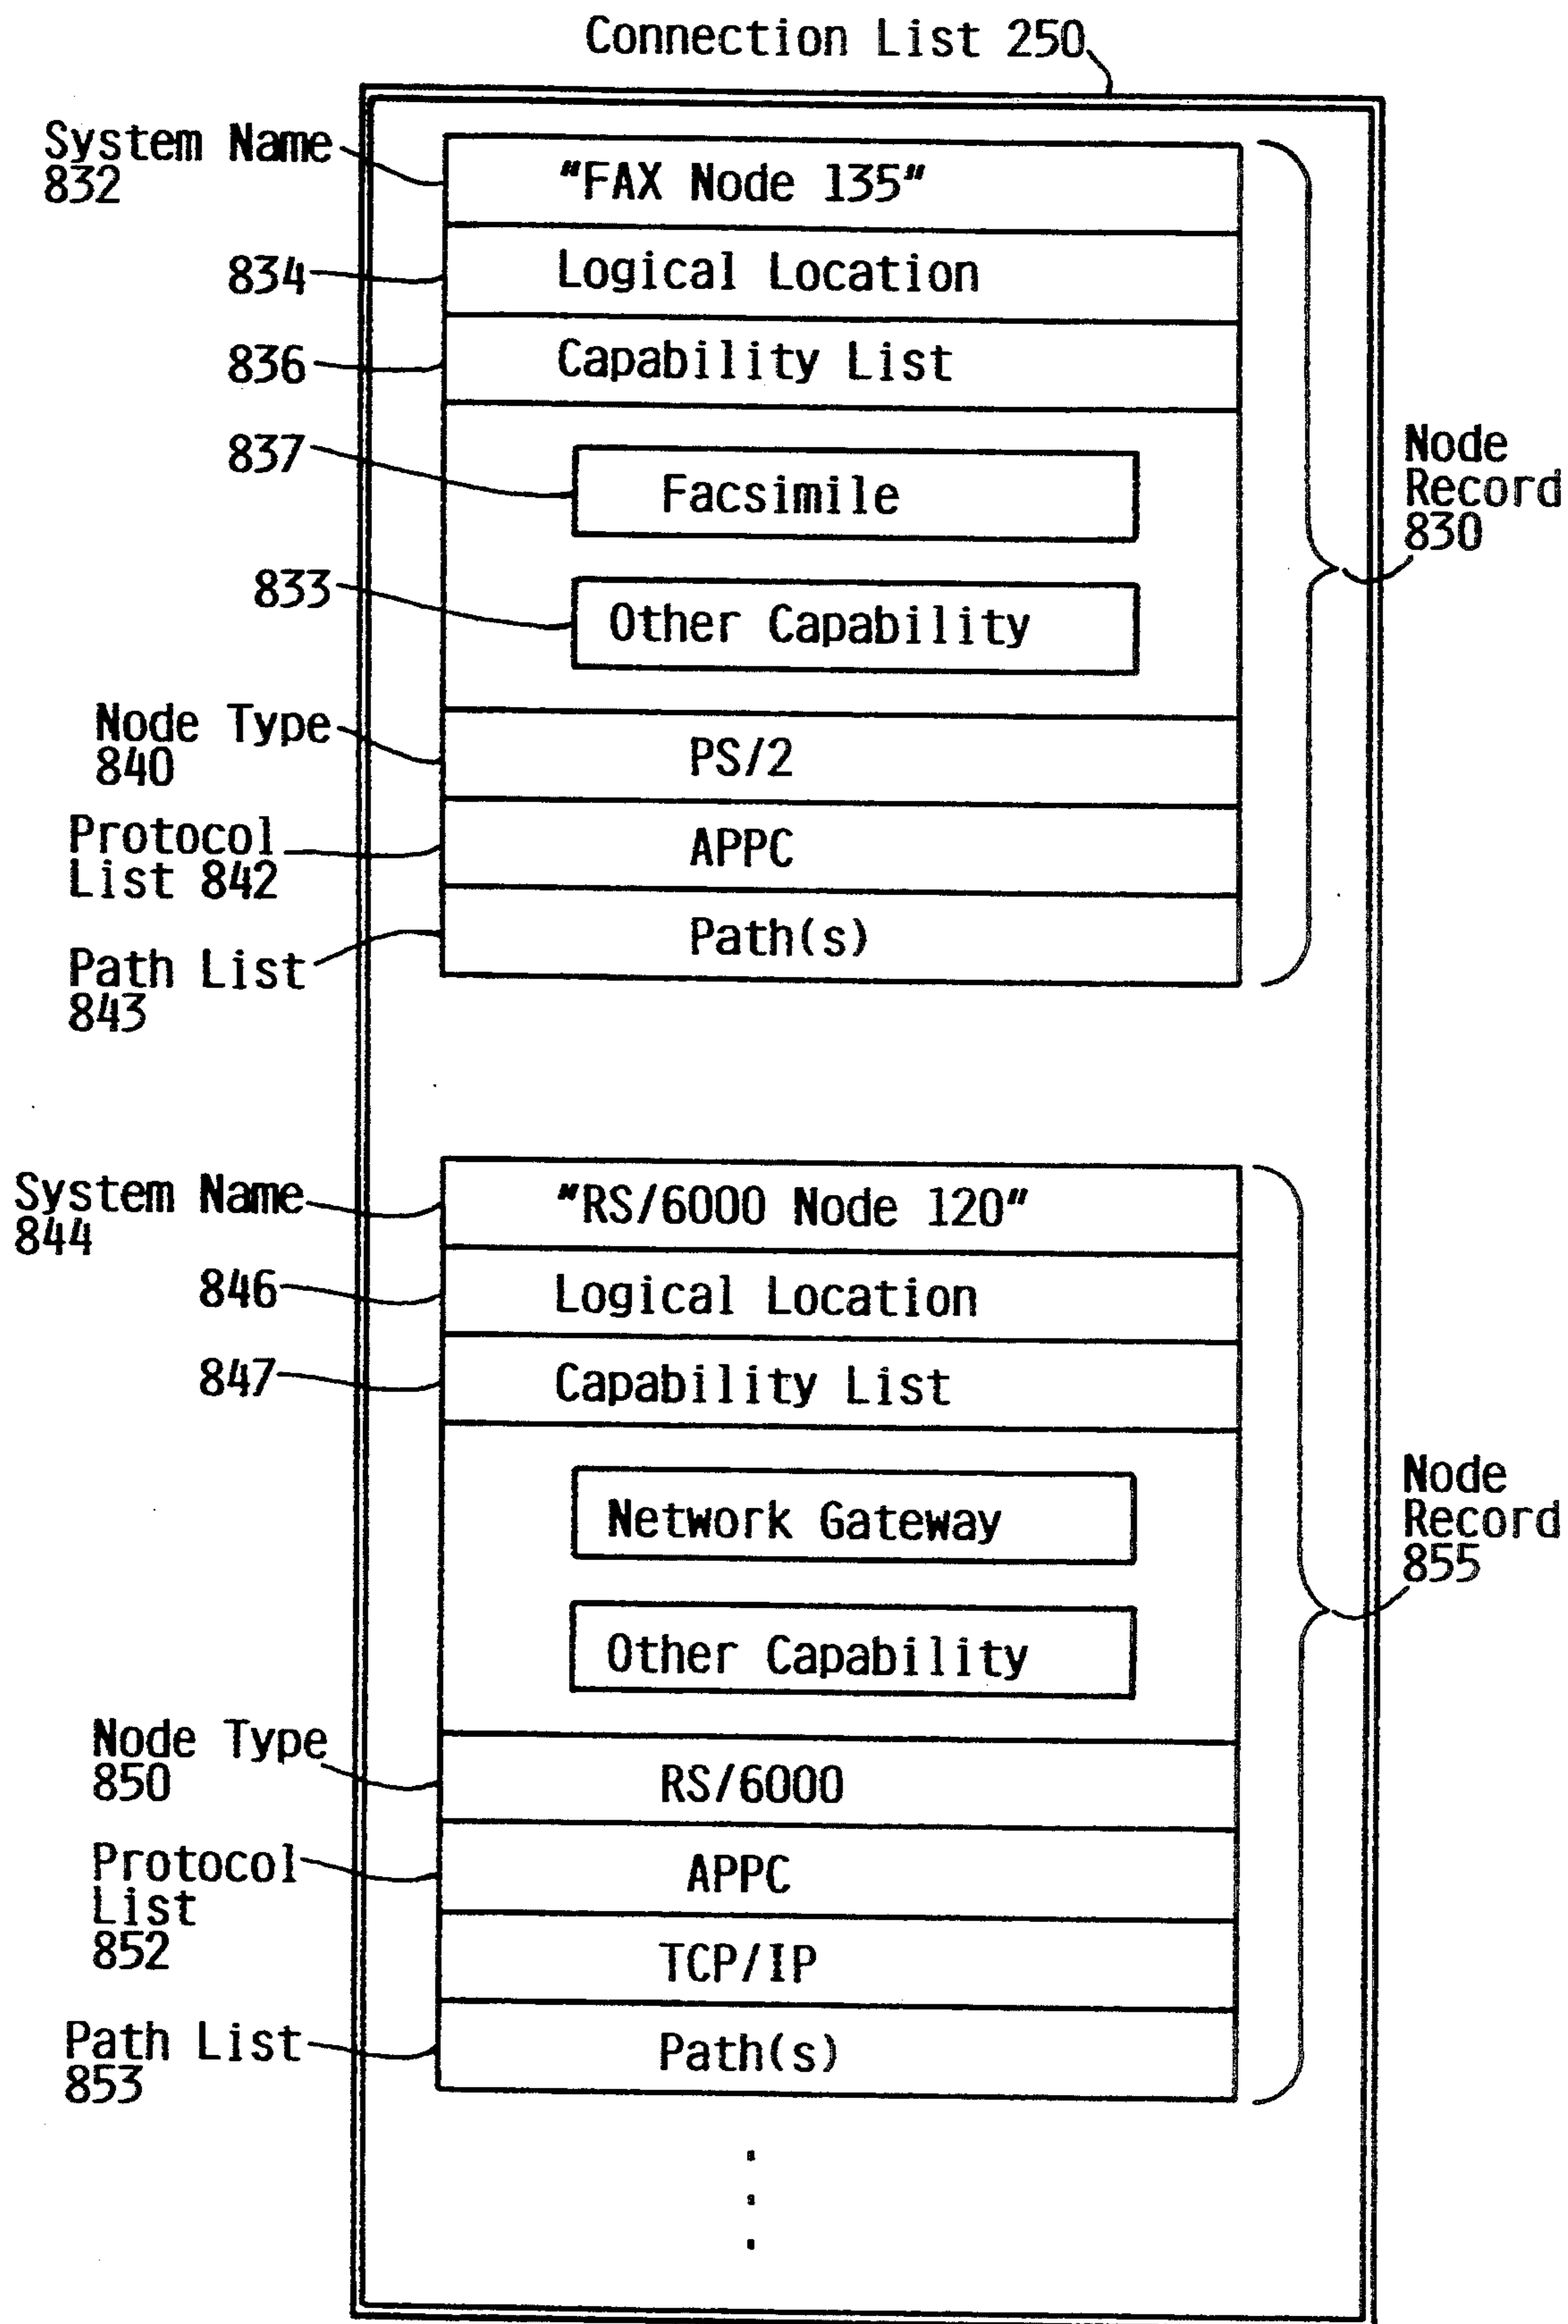 Connection List 250
System Name
832
"FAX Node 135"
834
Logical Location
836
Capability List
837
Facsimile
833
Other Capability
Node
Record
830
Node Type
840
PS/2
Protocol
List 842
APPC
Path List
843
Path(s)
System Name
844
"RS/6000 Node 120"
846
Logical Location
847
Capability List
Network Gateway
Other Capability
Node
Record
855
Node Type
850
RS/6000
Protocol
List
852
APPC
TCP/IP
Path List
853
Path(s)